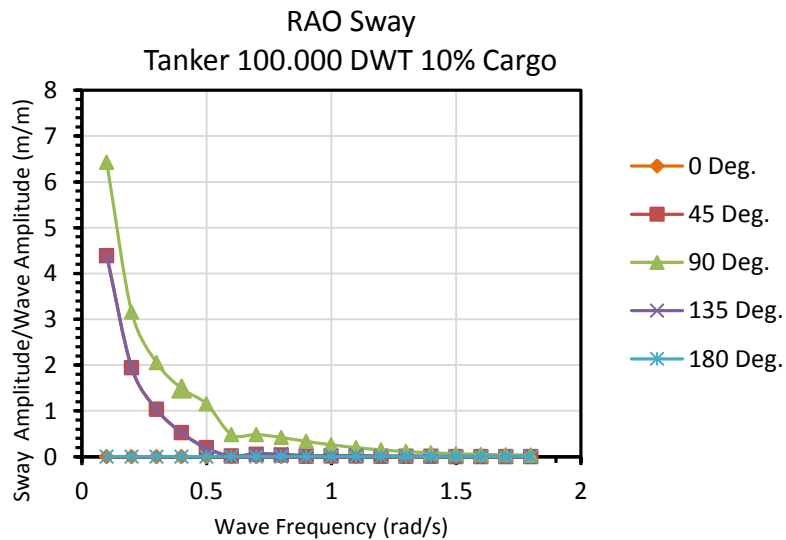 RAO Sway
Tanker 100.000 DWT 10% Cargo
Sway Amplitude/Wave Amplitude (m/m)
8
7
6
5
4
3
2
1
0
0
0.5
1
1.5
2
Wave Frequency (rad/s)
0 Deg.
45 Deg.
90 Deg.
135 Deg.
180 Deg.